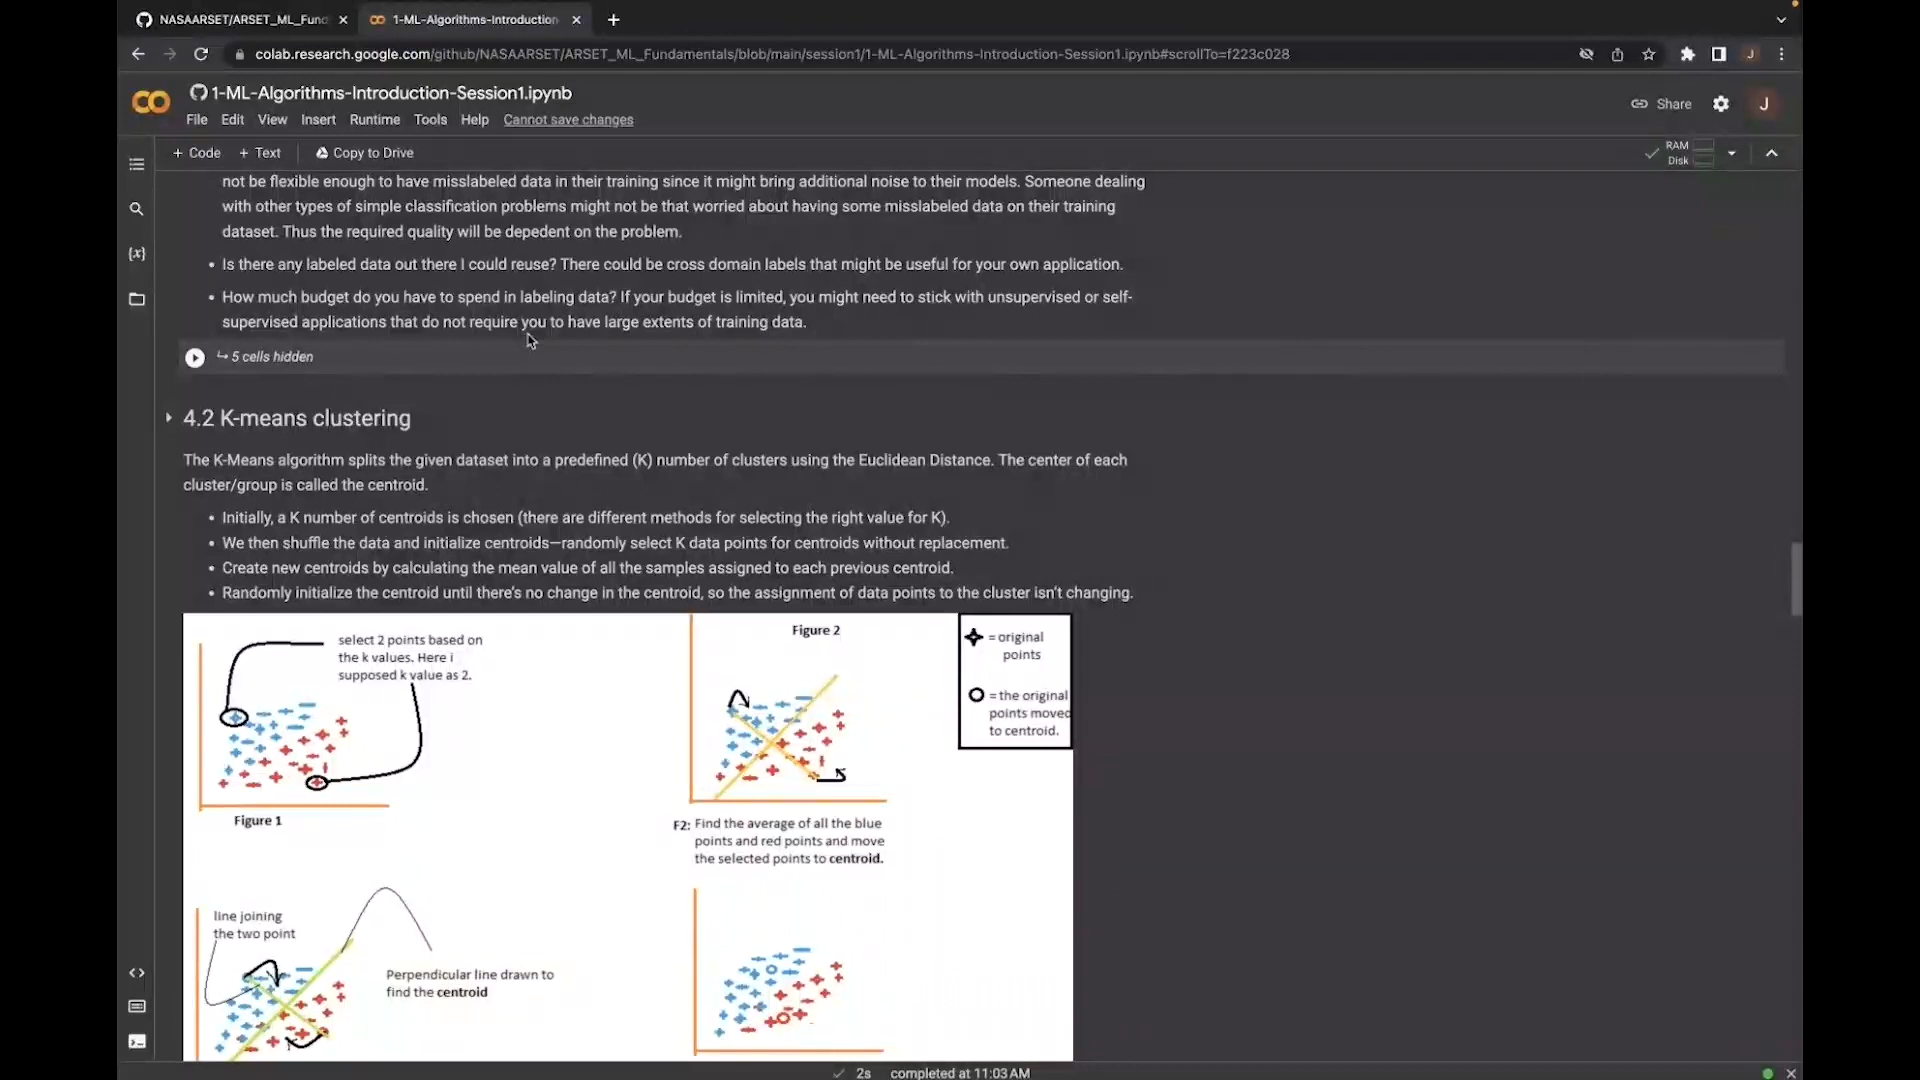 NASAARSET/ARSET_ML_Fund
1-ML-Algorithms-Introduction
colab.research.google.com/github/NASAARSET/ARSET_ML_Fundamentals/blob/main/session1/1-ML-Algorithms-Introduction-Session1.ipynb#scrollTo=f223c028
J
1-ML-Algorithms-Introduction-Session1.ipynb
File Edit View Insert Runtime Tools Help Cannot save changes
Share
J
+ Code + Text Copy to Drive
RAM
Disk
{x}
not be flexible enough to have misslabeled data in their training since it might bring additional noise to their models. Someone dealing
with other types of simple classification problems might not be that worried about having some misslabeled data on their training
dataset. Thus the required quality will be depedent on the problem.
• Is there any labeled data out there I could reuse? There could be cross domain labels that might be useful for your own application.
• How much budget do you have to spend in labeling data? If your budget is limited, you might need to stick with unsupervised or self-
supervised applications that do not require you to have large extents of training data.
↳ 5 cells hidden
4.2 K-means clustering
The K-Means algorithm splits the given dataset into a predefined (K) number of clusters using the Euclidean Distance. The center of each
cluster/group is called the centroid.
• Initially, a K number of centroids is chosen (there are different methods for selecting the right value for K).
• We then shuffle the data and initialize centroids—randomly select K data points for centroids without replacement.
• Create new centroids by calculating the mean value of all the samples assigned to each previous centroid.
• Randomly initialize the centroid until there's no change in the centroid, so the assignment of data points to the cluster isn't changing.
select 2 points based on
the k values. Here i
supposed k value as 2.
Figure 1
Figure 2
= original
points
= the original
points moved
to centroid.
F2: Find the average of all the blue
points and red points and move
the selected points to centroid.
line joining
the two point
Perpendicular line drawn to
find the centroid
2s completed at 11:03 AM